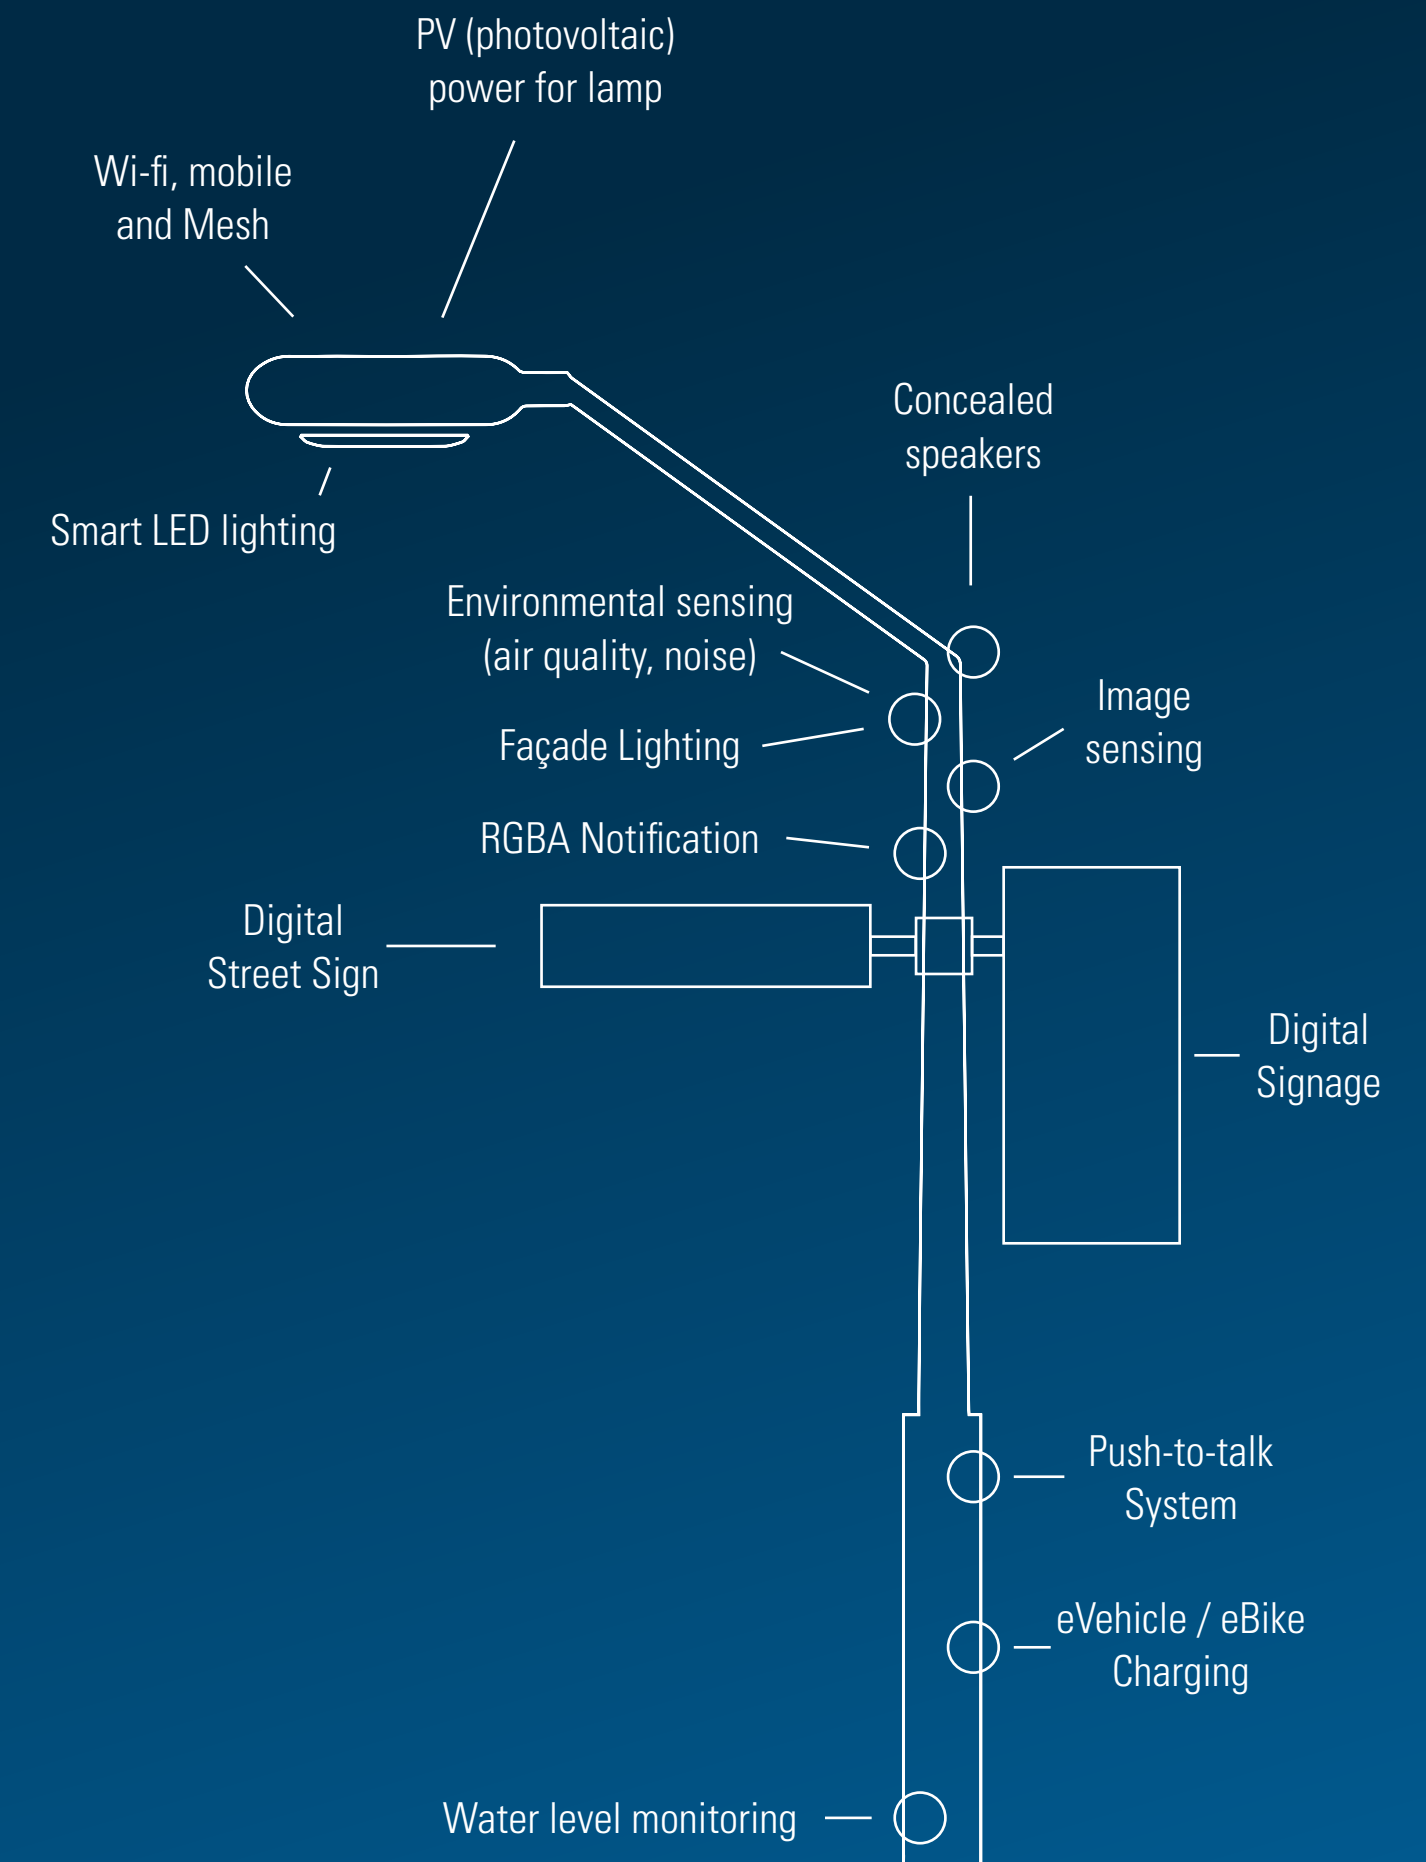 PV (photovoltaic)
power for lamp
Wi-fi, mobile
and Mesh
Smart LED lighting
Concealed
speakers
Environmental sensing
(air quality, noise)
Façade Lighting
Image
sensing
RGBA Notification
Digital
Street Sign
Digital
Signage
Push-to-talk
System
eVehicle / eBike
Charging
Water level monitoring